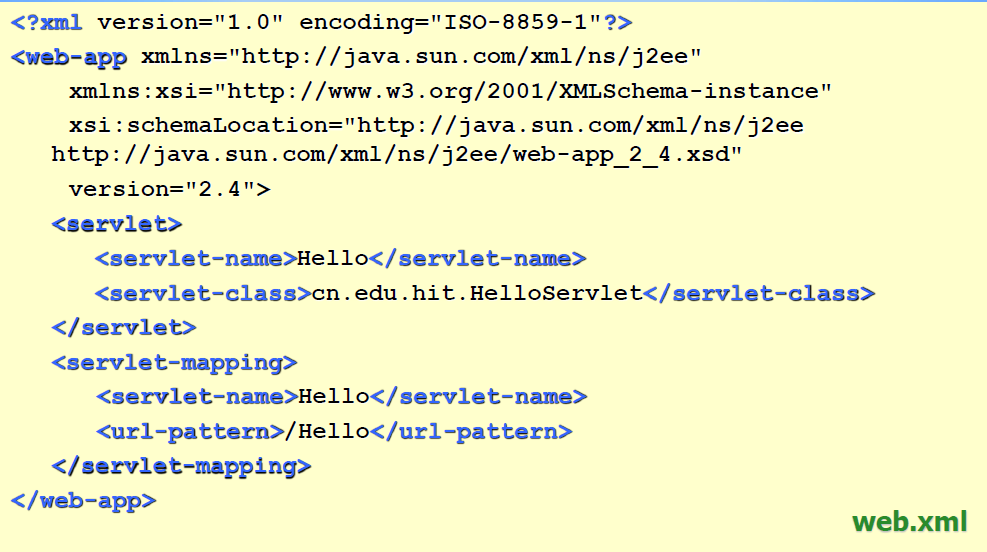 <?xml version="1.0" encoding="ISO-8859-1"?>
<web-app xmlns="http://java.sun.com/xml/ns/j2ee"
xmlns:xsi="http://www.w3.org/2001/XMLSchema-instance"
xsi:schemaLocation="http://java.sun.com/xml/ns/j2ee
http://java.sun.com/xml/ns/j2ee/web-app_2_4.xsd"
version="2.4">
<servlet>
<servlet-name>Hello</servlet-name>
<servlet-class>cn.edu.hit.HelloServlet</servlet-class>
</servlet>
<servlet-mapping>
<servlet-name>Hello</servlet-name>
<url-pattern>/Hello</url-pattern>
</servlet-mapping>
</web-app>
web.xml